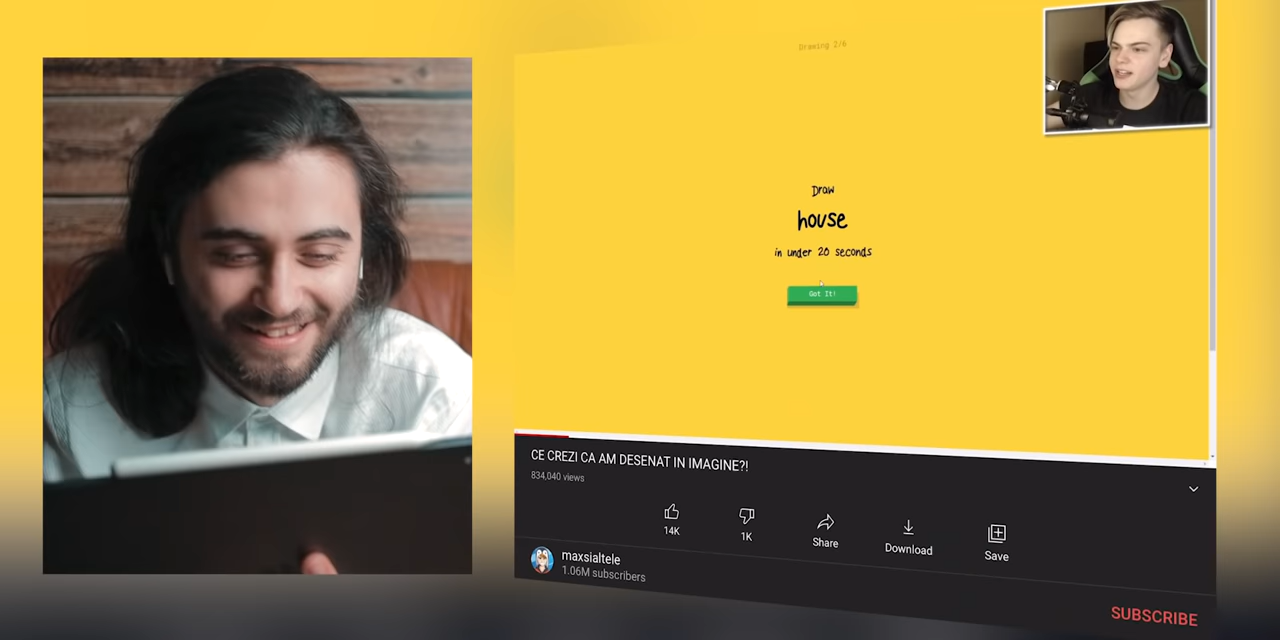 Drawing 2/6
Draw
house
in under 20 seconds
Got It!
CE CREZI CA AM DESENAT IN IMAGINE?!
834,040 views
14K
1K
Share
Download
Save
maxsialtele
1.06M subscribers
SUBSCRIBE